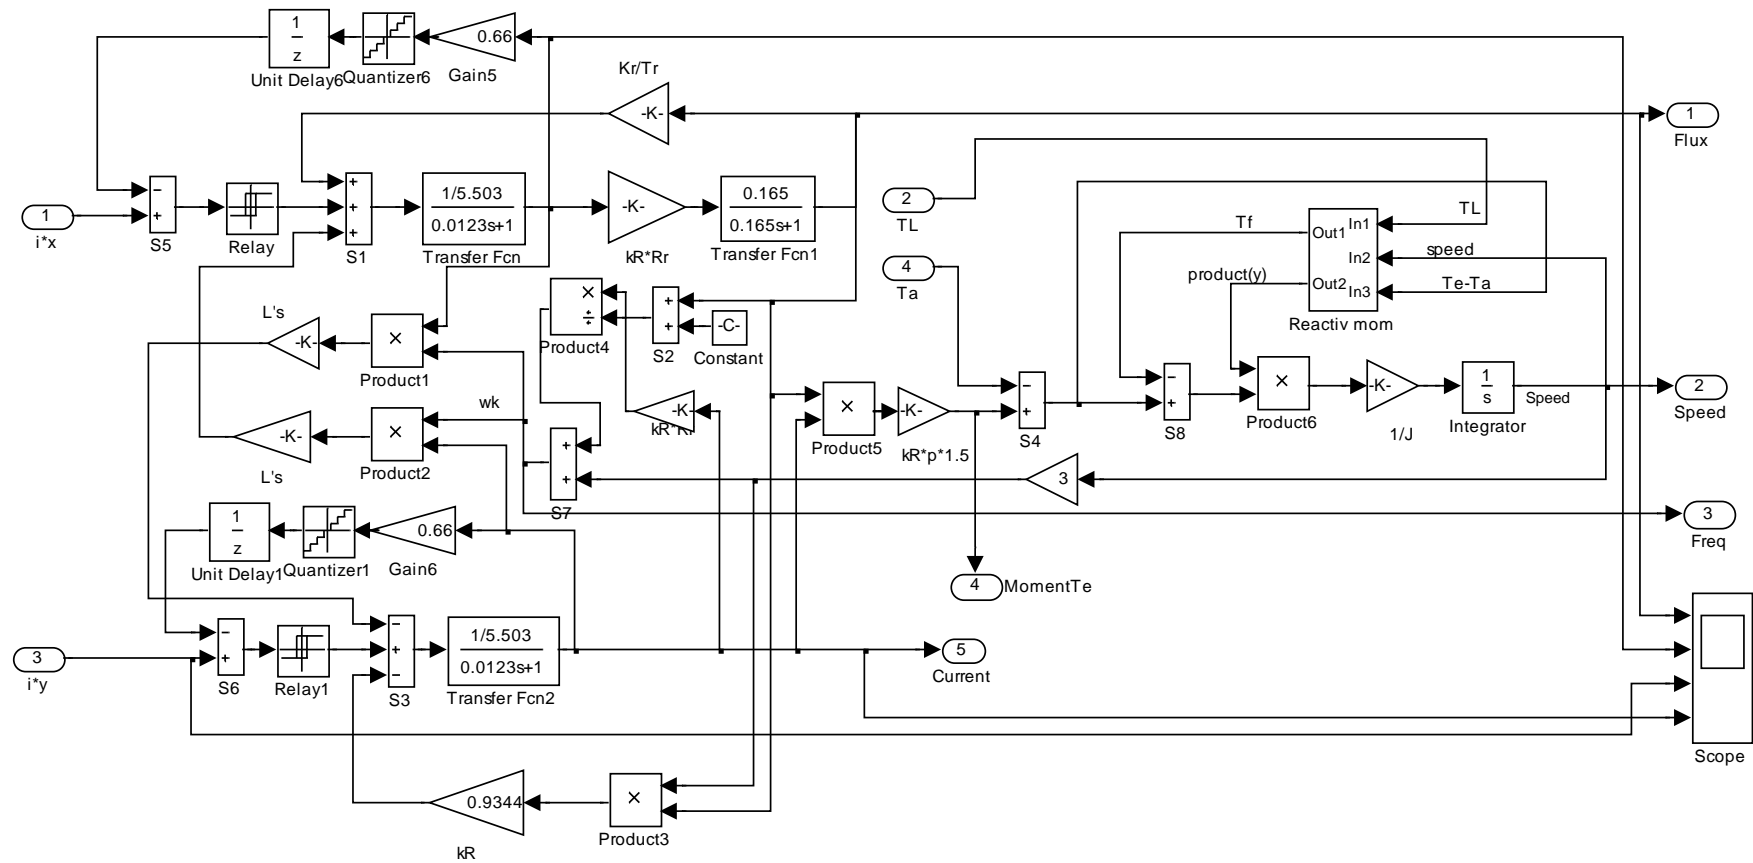 1
z
Unit Delay6
Quantizer6
0.66
Gain5
Kr/Tr
-K-
1
Flux
1
i*x
−
+
S5
Relay
+
+
+
S1
1/5.503
0.0123s+1
Transfer Fcn
-K-
kR*Rr
0.165
0.165s+1
Transfer Fcn1
2
TL
4
Ta
Tf
product(y)
Out1
Out2
In1
In2
In3
Reactiv mom
TL
speed
Te-Ta
L's
-K-
×
Product1
×
÷
Product4
+
+
S2
-C-
Constant
wk
-K-
L's
×
Product2
-K-
kR*Rr
×
Product5
-K-
kR*p*1.5
−
+
S4
−
+
S8
×
Product6
-K-
1/J
1
s
Integrator
Speed
2
Speed
+
+
S7
3
3
Freq
1
z
Unit Delay1
Quantizer1
0.66
Gain6
4
MomentTe
3
i*y
−
+
S6
Relay1
−
+
−
S3
1/5.503
0.0123s+1
Transfer Fcn2
5
Current
Scope
0.9344
kR
×
Product3